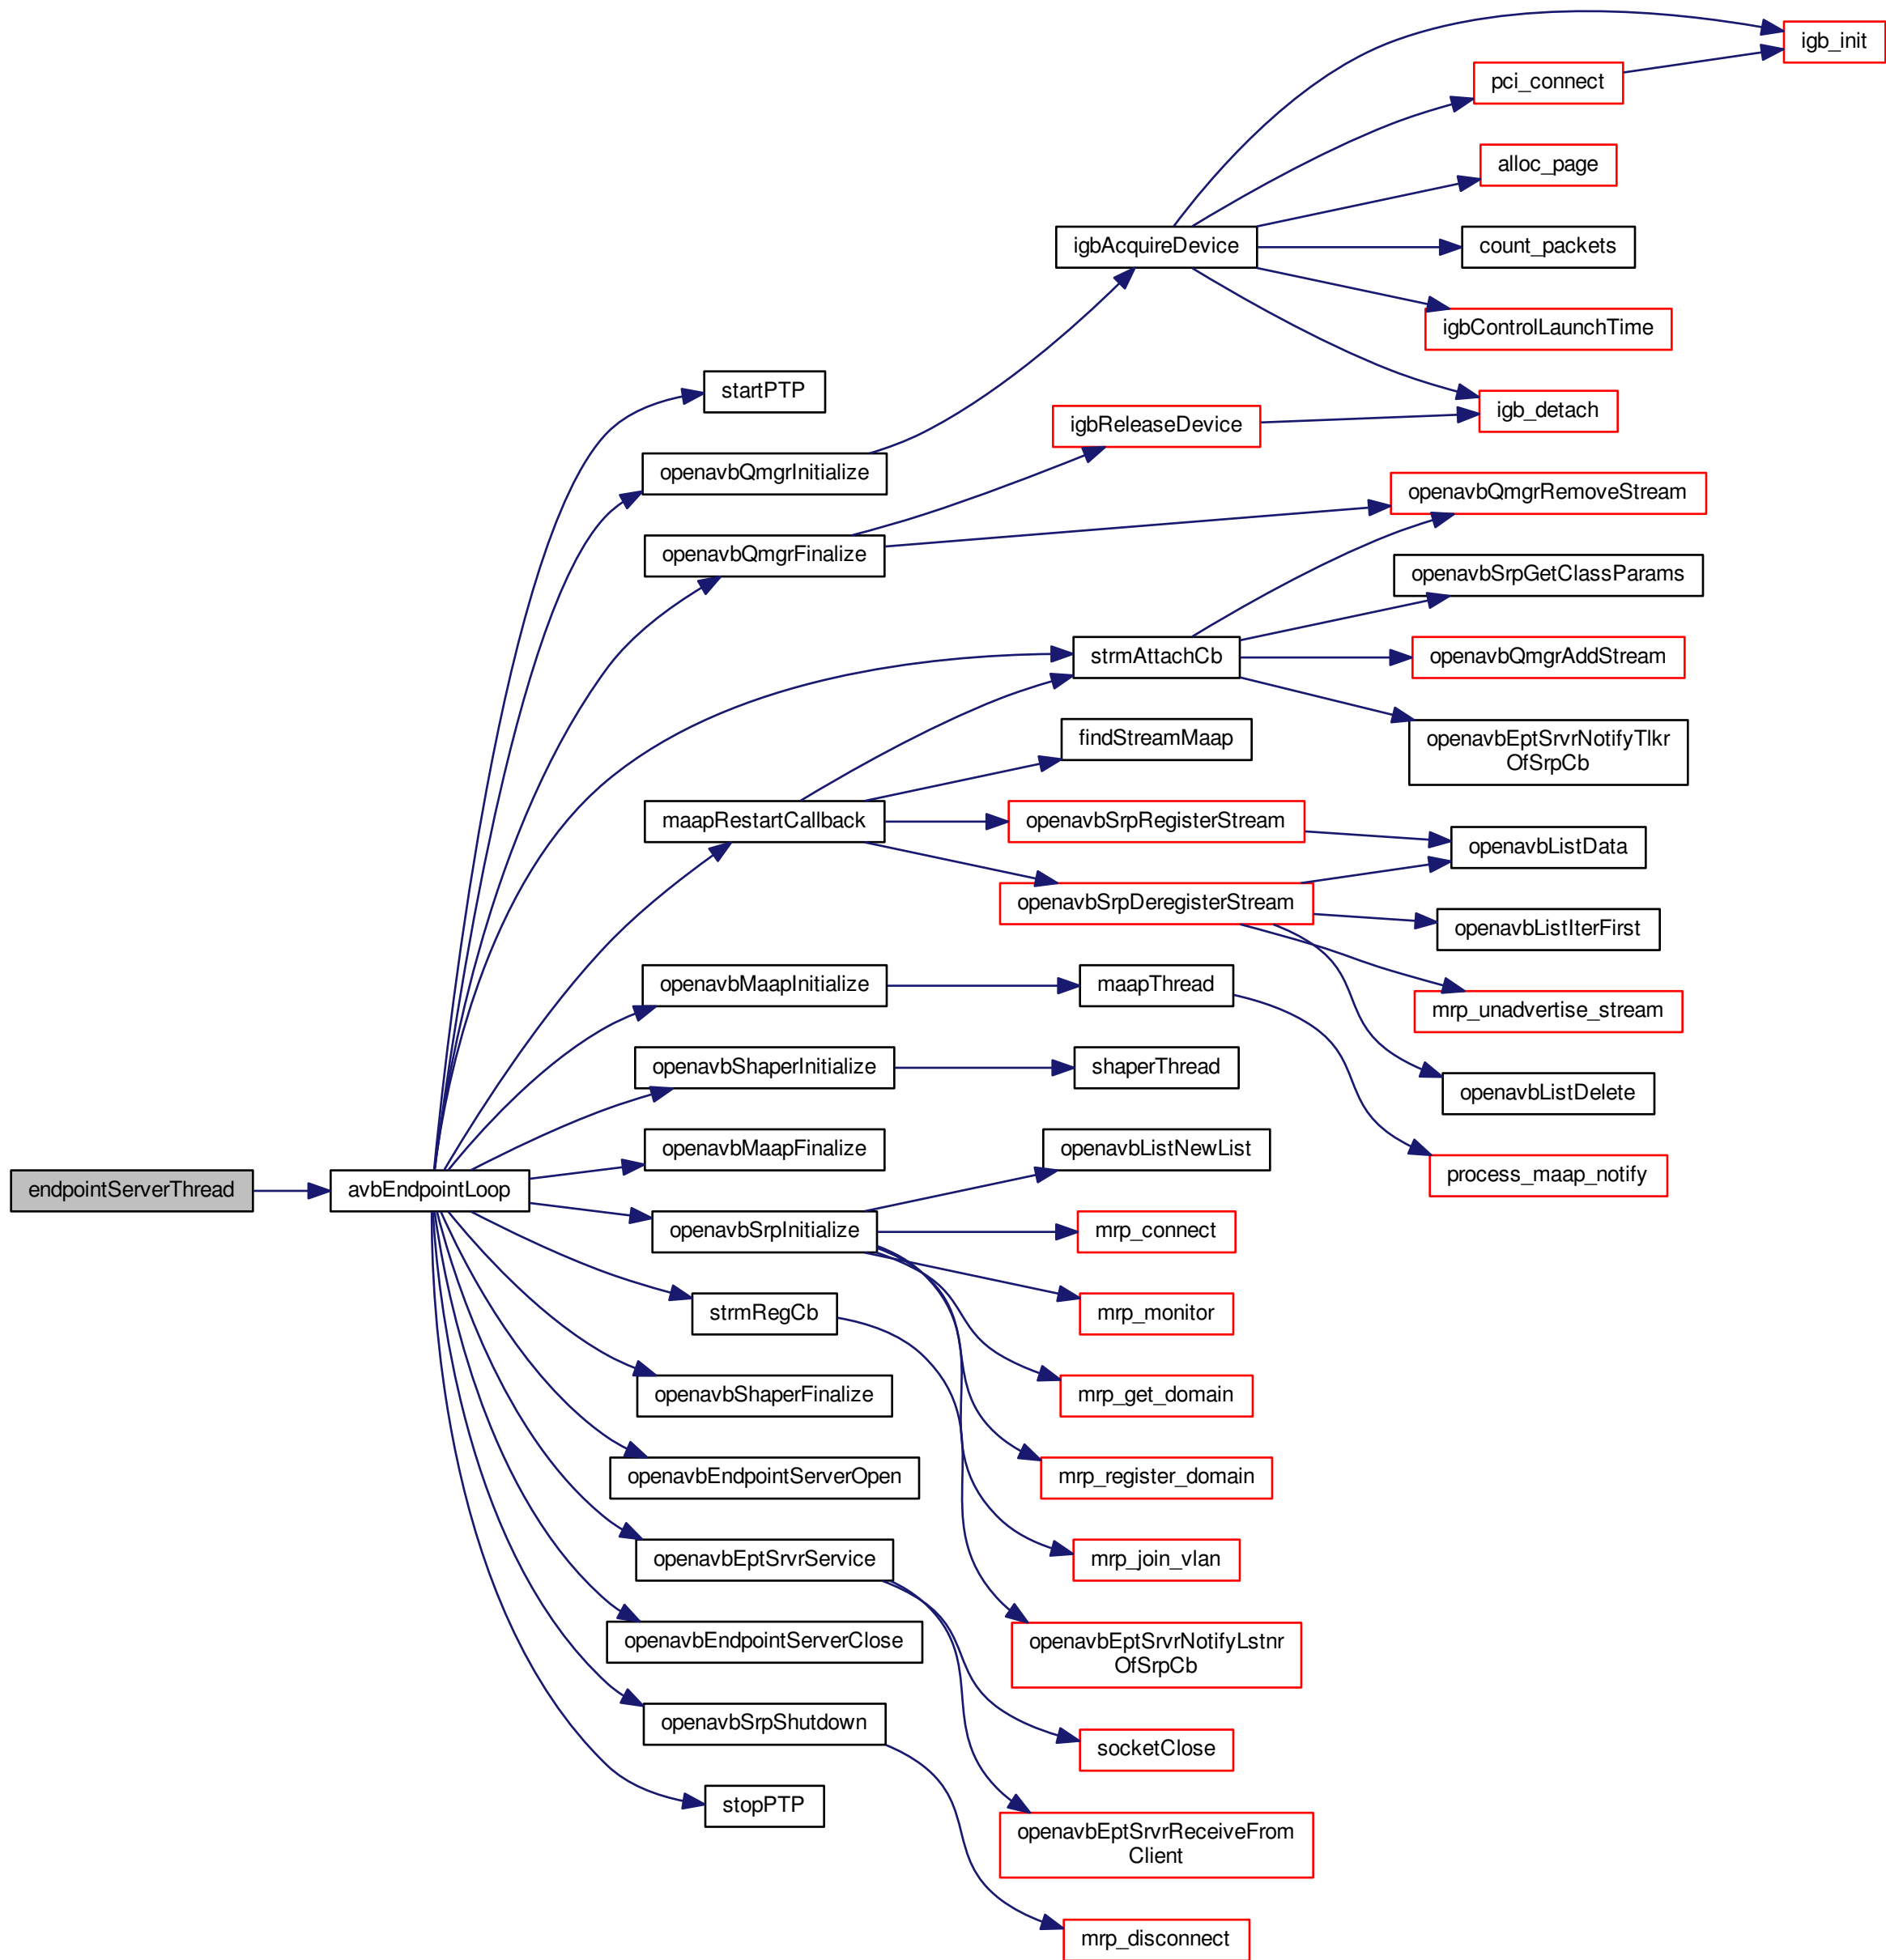 igb_init
pci_connect
alloc_page
igbAcquireDevice
count_packets
igbControlLaunchTime
startPTP
igb_detach
igbReleaseDevice
openavbQmgrInitialize
openavbQmgrRemoveStream
openavbQmgrFinalize
openavbSrpGetClassParams
strmAttachCb
openavbQmgrAddStream
findStreamMaap
openavbEptSrvrNotifyTlkr
OfSrpCb
maapRestartCallback
openavbSrpRegisterStream
openavbListData
openavbSrpDeregisterStream
openavbListIterFirst
openavbMaapInitialize
maapThread
mrp_unadvertise_stream
openavbShaperInitialize
shaperThread
openavbListDelete
openavbMaapFinalize
openavbListNewList
process_maap_notify
endpointServerThread
avbEndpointLoop
openavbSrpInitialize
mrp_connect
strmRegCb
mrp_monitor
openavbShaperFinalize
mrp_get_domain
openavbEndpointServerOpen
mrp_register_domain
openavbEptSrvrService
mrp_join_vlan
openavbEndpointServerClose
openavbEptSrvrNotifyLstnr
OfSrpCb
openavbSrpShutdown
socketClose
stopPTP
openavbEptSrvrReceiveFrom
Client
mrp_disconnect